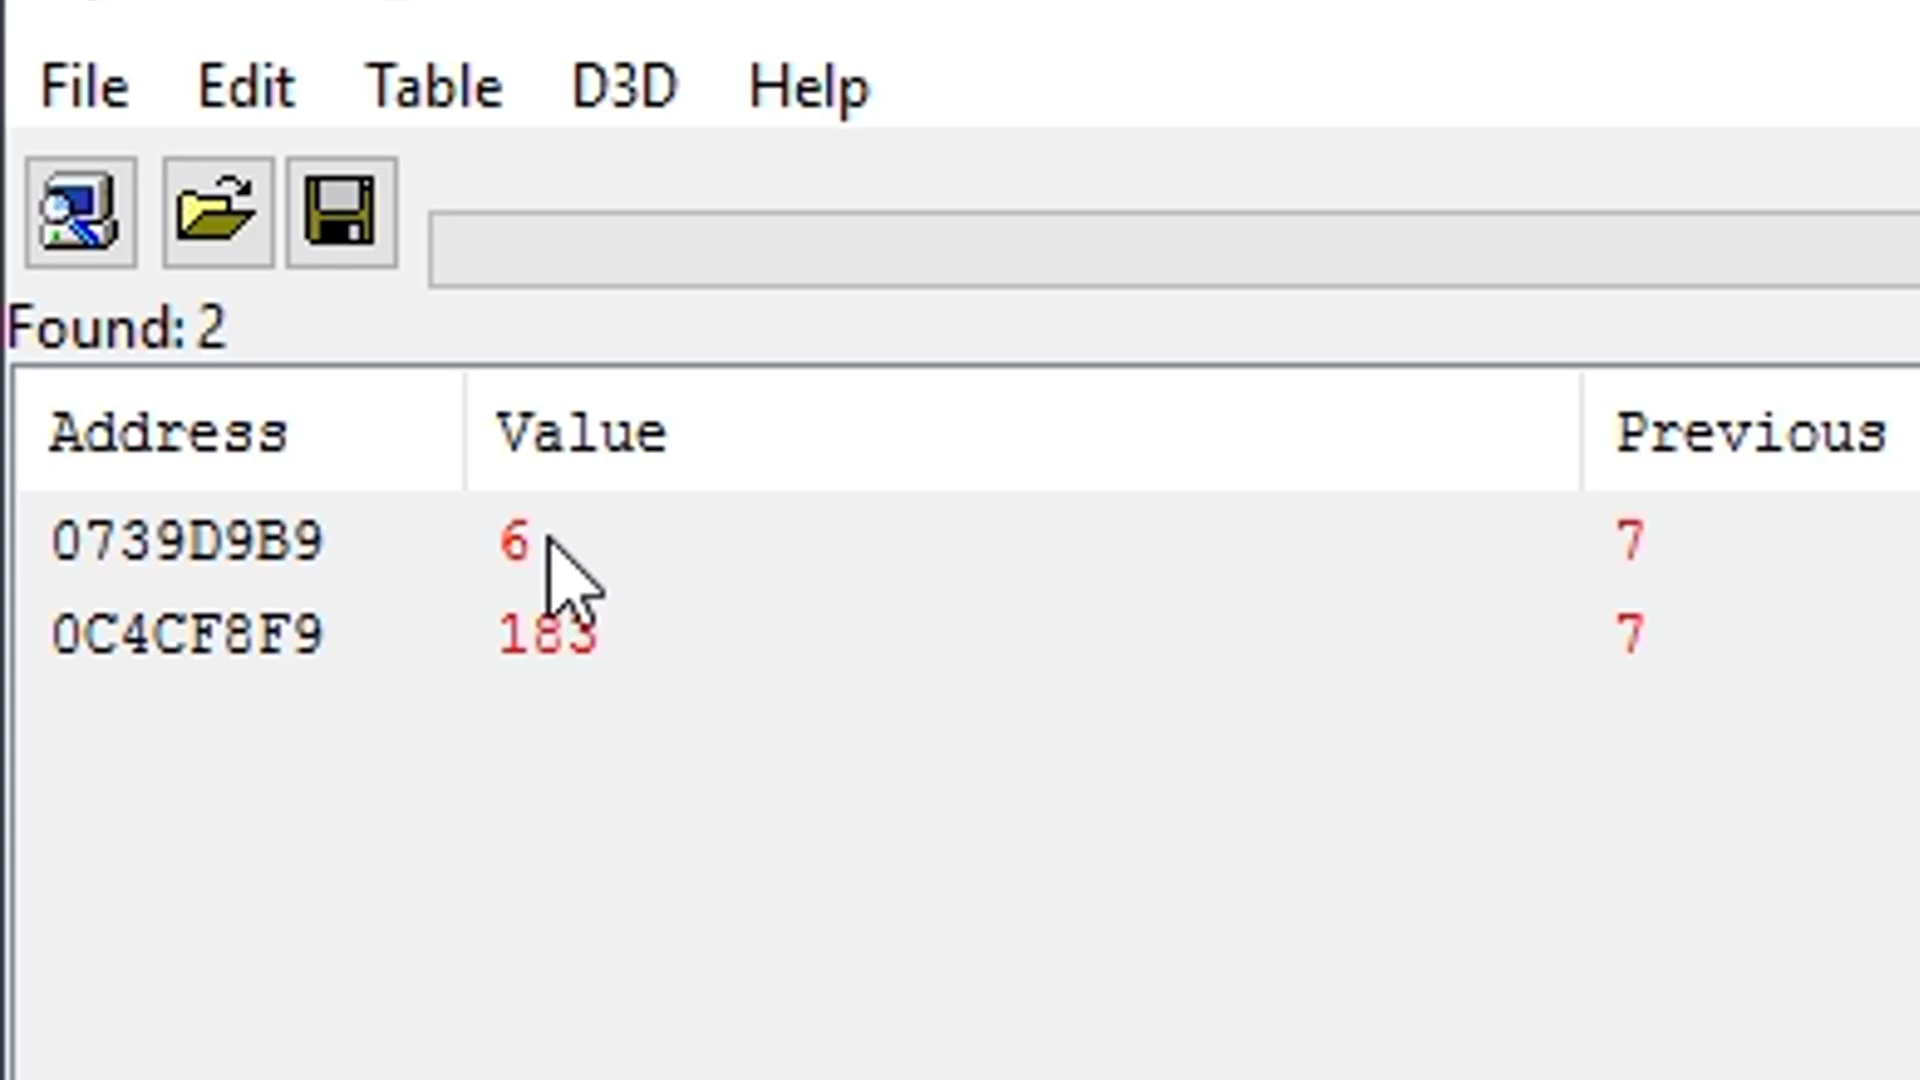 File Edit Table D3D Help
Found: 2
Address Value Previous
0739D9B9 6 7
0C4CF8F9 183 7